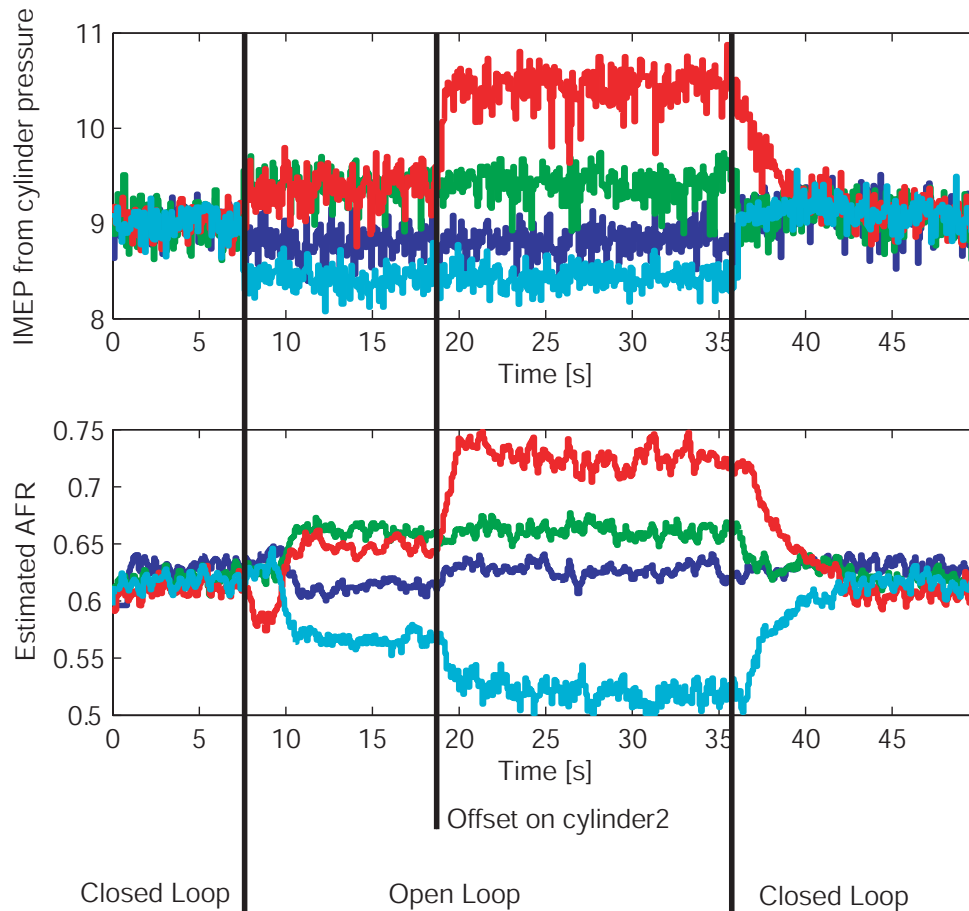 IMEP from cylinder pressure
11
10
9
8
0 5 10 15 20 25 30 35 40 45
Time [s]
Estimated AFR
0.75
0.7
0.65
0.6
0.55
0.5
0 5 10 15 20 25 30 35 40 45
Time [s]
Offset on cylinder2
Closed Loop
Open Loop
Closed Loop